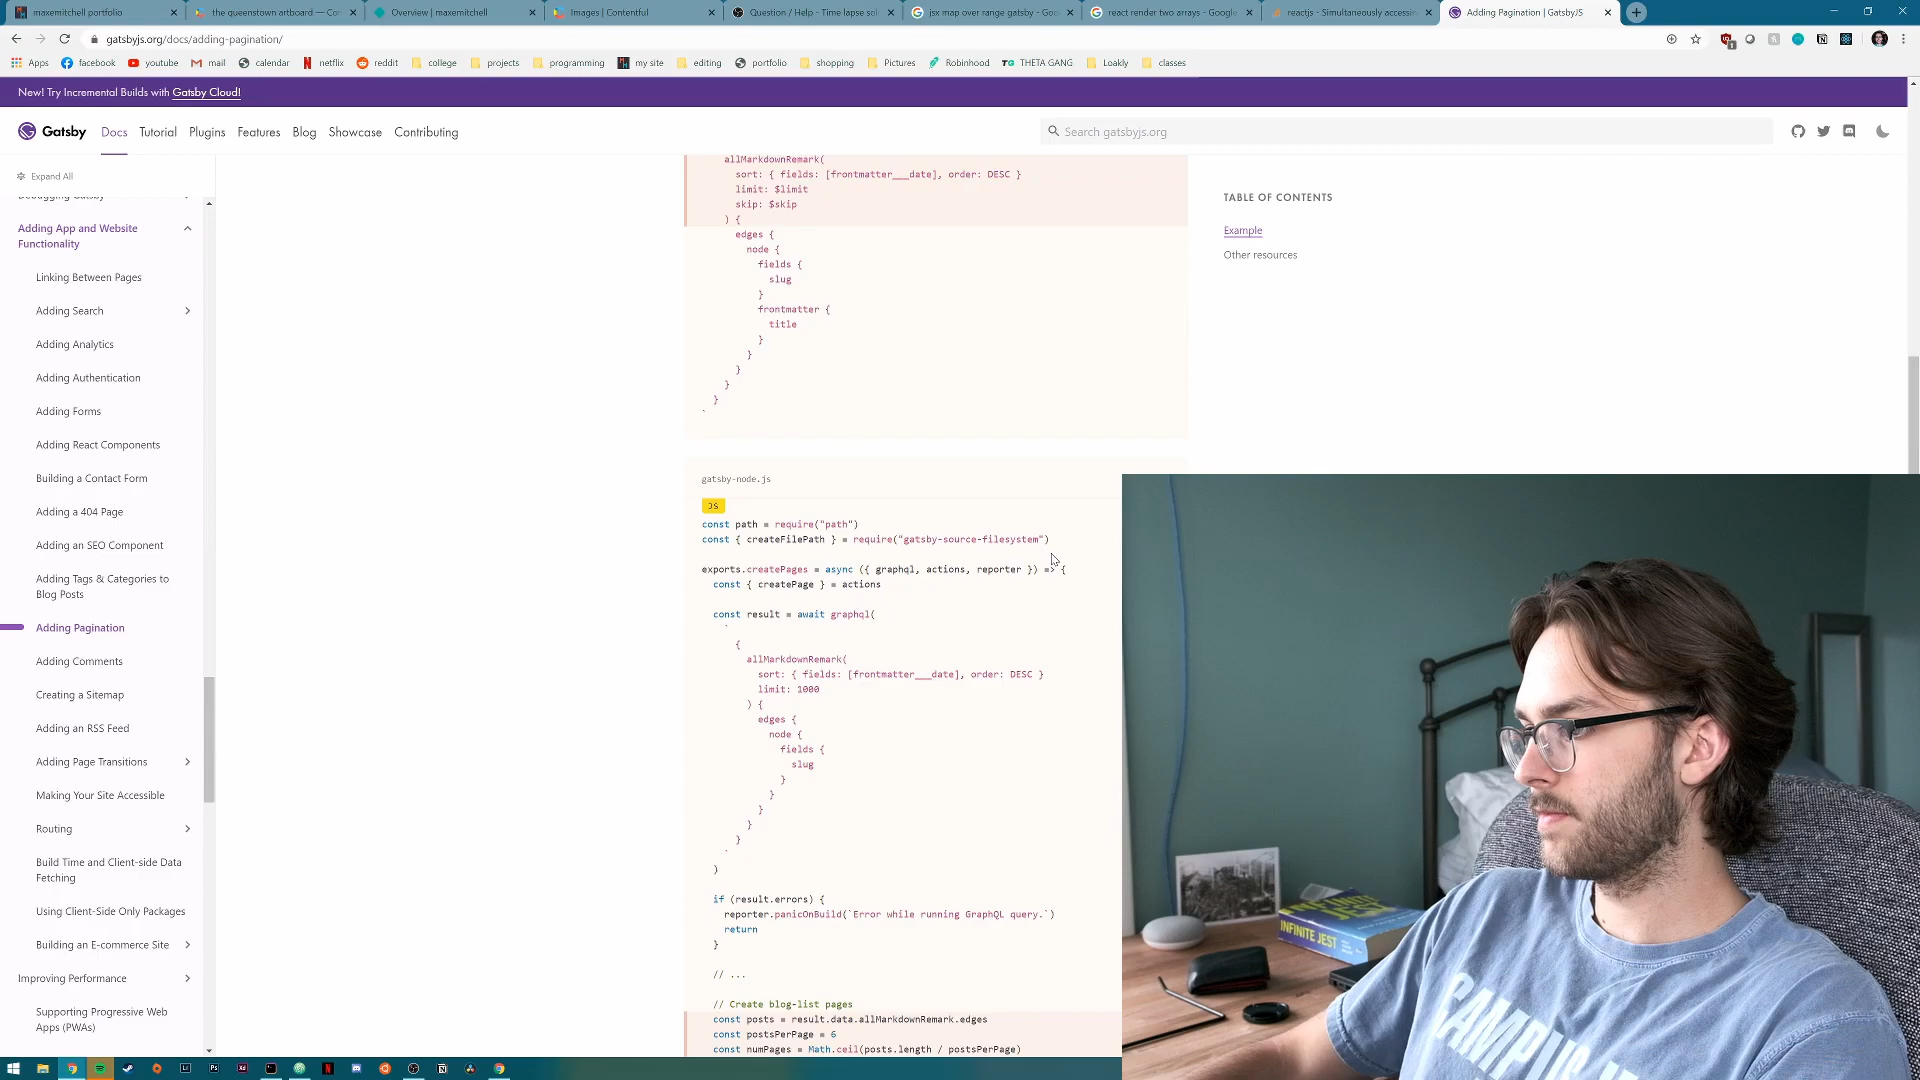 maxemitchell portfolio
the queenstown artboard — Con
Overview | maxemitchell
Images | Contentful
Question / Help - Time lapse sol
jsx map over range gatsby - Goo
react render two arrays - Google
reactjs - Simultaneously accessin
Adding Pagination | GatsbyJS
gatsbyjs.org/docs/adding-pagination/
Apps
facebook
youtube
mail
calendar
netflix
reddit
college
projects
programming
my site
editing
portfolio
shopping
Pictures
Robinhood
TG THETA GANG
Loakly
classes
New! Try Incremental Builds with Gatsby Cloud!
Gatsby
Docs
Tutorial
Plugins
Features
Blog
Showcase
Contributing
Search gatsbyjs.org
Expand All
Debugging Gatsby
Adding App and Website
Functionality
Linking Between Pages
Adding Search
Adding Analytics
Adding Authentication
Adding Forms
Adding React Components
Building a Contact Form
Adding a 404 Page
Adding an SEO Component
Adding Tags & Categories to
Blog Posts
Adding Pagination
Adding Comments
Creating a Sitemap
Adding an RSS Feed
Adding Page Transitions
Making Your Site Accessible
Routing
Build Time and Client-side Data
Fetching
Using Client-Side Only Packages
Building an E-commerce Site
Improving Performance
Supporting Progressive Web
Apps (PWAs)
allMarkdownRemark(
sort: { fields: [frontmatter___date], order: DESC }
limit: $limit
skip: $skip
) {
edges {
node {
fields {
slug
}
frontmatter {
title
}
}
}
}
}
`
gatsby-node.js
JS
const path = require("path")
const { createFilePath } = require("gatsby-source-filesystem")
exports.createPages = async ({ graphql, actions, reporter }) => {
const { createPage } = actions
const result = await graphql(
`
{
allMarkdownRemark(
sort: { fields: [frontmatter___date], order: DESC }
limit: 1000
) {
edges {
node {
fields {
slug
}
}
}
}
}
`
)
if (result.errors) {
reporter.panicOnBuild(`Error while running GraphQL query.`)
return
}
// ...
// Create blog-list pages
const posts = result.data.allMarkdownRemark.edges
const postsPerPage = 6
const numPages = Math.ceil(posts.length / postsPerPage)
TABLE OF CONTENTS
Example
Other resources
INFINITE JEST